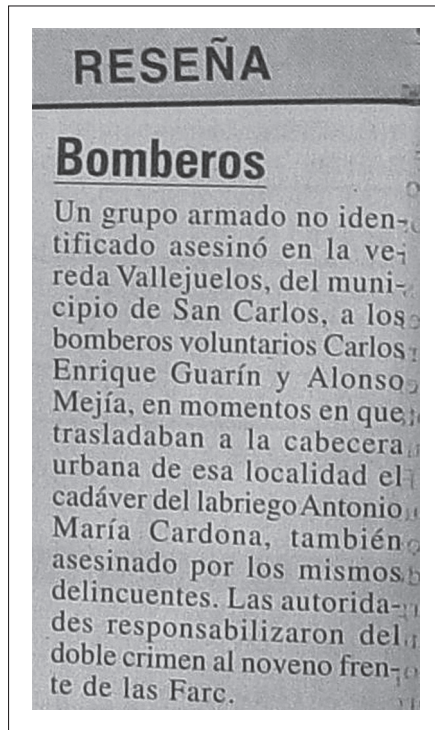 RESEÑA
Bomberos
Un grupo armado no iden-
tificado asesinó en la ve-
reda Vallejuelos, del muni-
cipio de San Carlos, a los
bomberos voluntarios Carlos
Enrique Guarín y Alonso
Mejía, en momentos en que
trasladaban a la cabecera
urbana de esa localidad el
cadáver del labriego Antonio
María Cardona, también
asesinado por los mismos
delincuentes. Las autorida-
des responsabilizaron del
doble crimen al noveno fren-
te de las Farc.